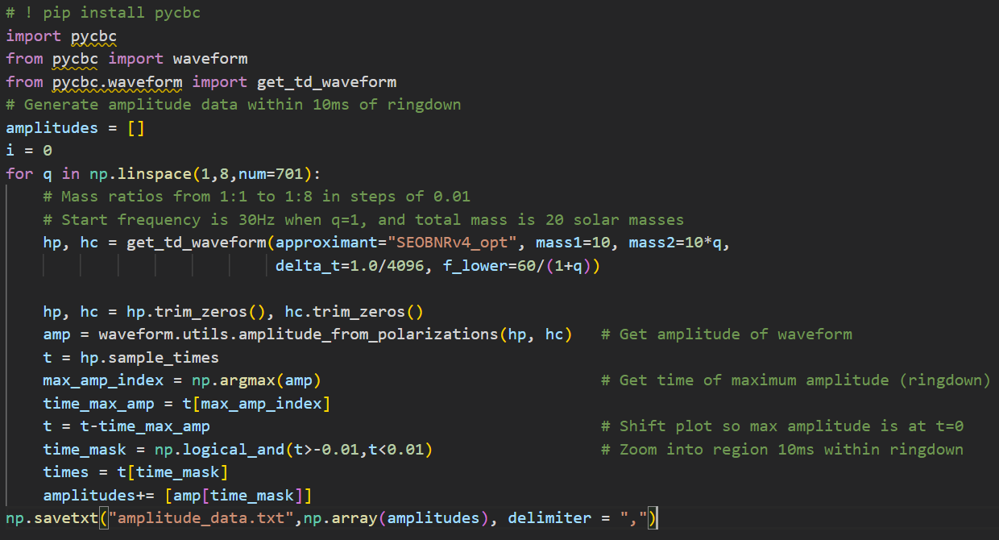 # ! pip install pycbc
import pycbc
from pycbc import waveform
from pycbc.waveform import get_td_waveform
# Generate amplitude data within 10ms of ringdown
amplitudes = []
i = 0
for q in np.linspace(1,8,num=701):
    # Mass ratios from 1:1 to 1:8 in steps of 0.01
    # Start frequency is 30Hz when q=1, and total mass is 20 solar masses
    hp, hc = get_td_waveform(approximant="SEOBNRv4_opt", mass1=10, mass2=10*q,
                             delta_t=1.0/4096, f_lower=60/(1+q))

    hp, hc = hp.trim_zeros(), hc.trim_zeros()
    amp = waveform.utils.amplitude_from_polarizations(hp, hc)   # Get amplitude of waveform
    t = hp.sample_times
    max_amp_index = np.argmax(amp)                              # Get time of maximum amplitude (ringdown)
    time_max_amp = t[max_amp_index]
    t = t-time_max_amp                                          # Shift plot so max amplitude is at t=0
    time_mask = np.logical_and(t>-0.01,t<0.01)                  # Zoom into region 10ms within ringdown
    times = t[time_mask]
    amplitudes+= [amp[time_mask]]
np.savetxt("amplitude_data.txt",np.array(amplitudes), delimiter = ",")